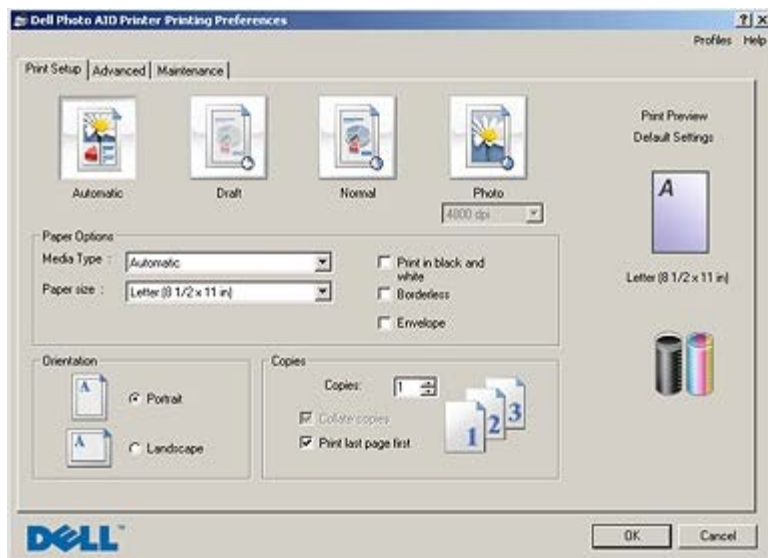 Dell Photo AIO Printer Printing Preferences
Profiles Help
Print Setup Advanced Maintenance
Automatic Draft Normal Photo
4800 dpi
Print Preview
Default Settings
A
Letter (8 1/2 x 11 in)
Paper Options
Media Type : Automatic
Paper size : Letter (8 1/2 x 11 in)
Print in black and
white
Borderless
Envelope
Orientation
A Portrait
A Landscape
Copies
Copies: 1
Collate copies
Print last page first
1 2 3
DELL™
OK Cancel